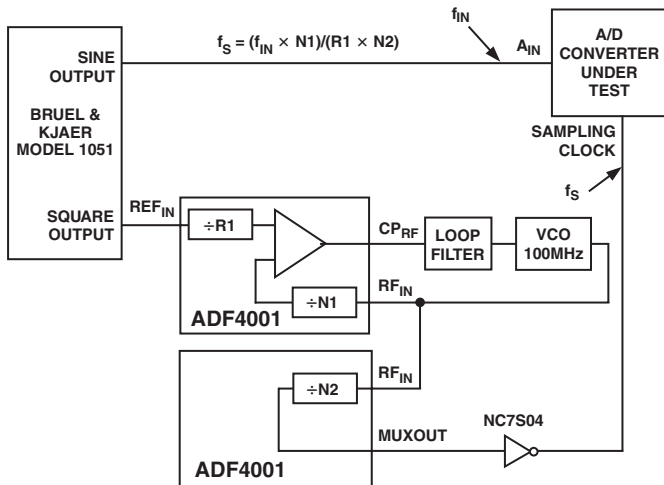 f_S = (f_IN × N1)/(R1 × N2)
f_IN
A_IN
A/D
CONVERTER
UNDER
TEST
SINE
OUTPUT
BRUEL &
KJAER
MODEL 1051
SAMPLING
CLOCK
f_S
SQUARE
OUTPUT
REF_IN
÷R1
CP_RF
LOOP
FILTER
VCO
100MHz
÷N1
RF_IN
ADF4001
÷N2
RF_IN
MUXOUT
NC7S04
ADF4001